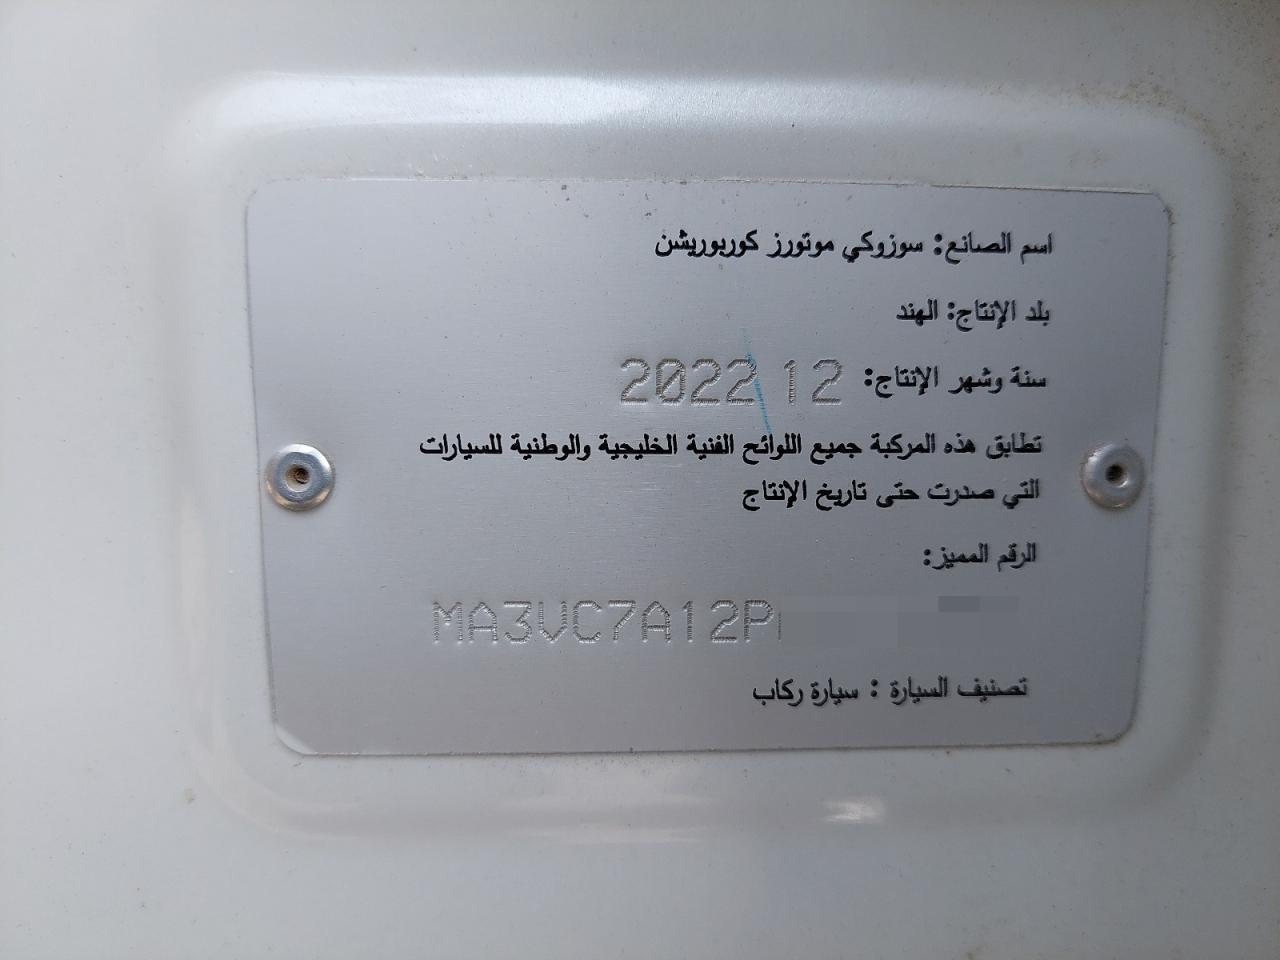 اسم الصانع: سوزوكي موتورز كوربوريشن
بلد الإنتاج: الهند
سنة وشهر الإنتاج: 2022 12
تطابق هذه المركبة جميع اللوائح الفنية الخليجية والوطنية للسيارات
التي صدرت حتى تاريخ الإنتاج
الرقم المميز:
MA3VC7A12P
تصنيف السيارة : سيارة ركاب